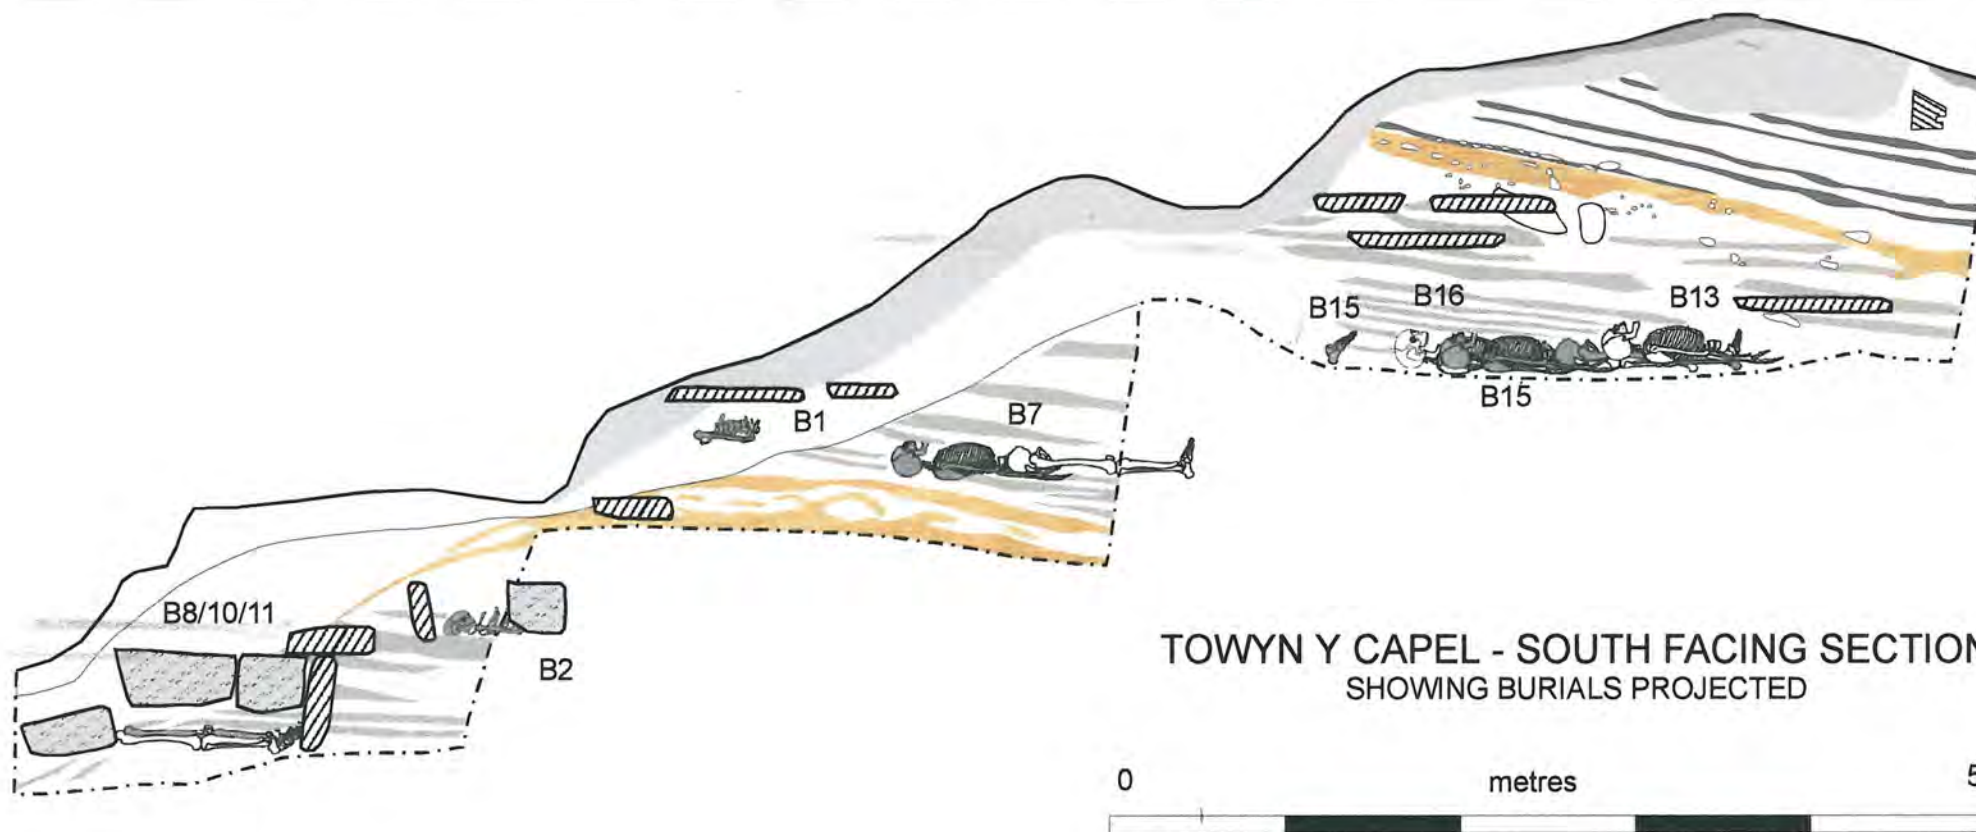 B15
B16
B13
B15
B1
B7
B8/10/11
B2
TOWYN Y CAPEL - SOUTH FACING SECTION
SHOWING BURIALS PROJECTED
0 metres 5